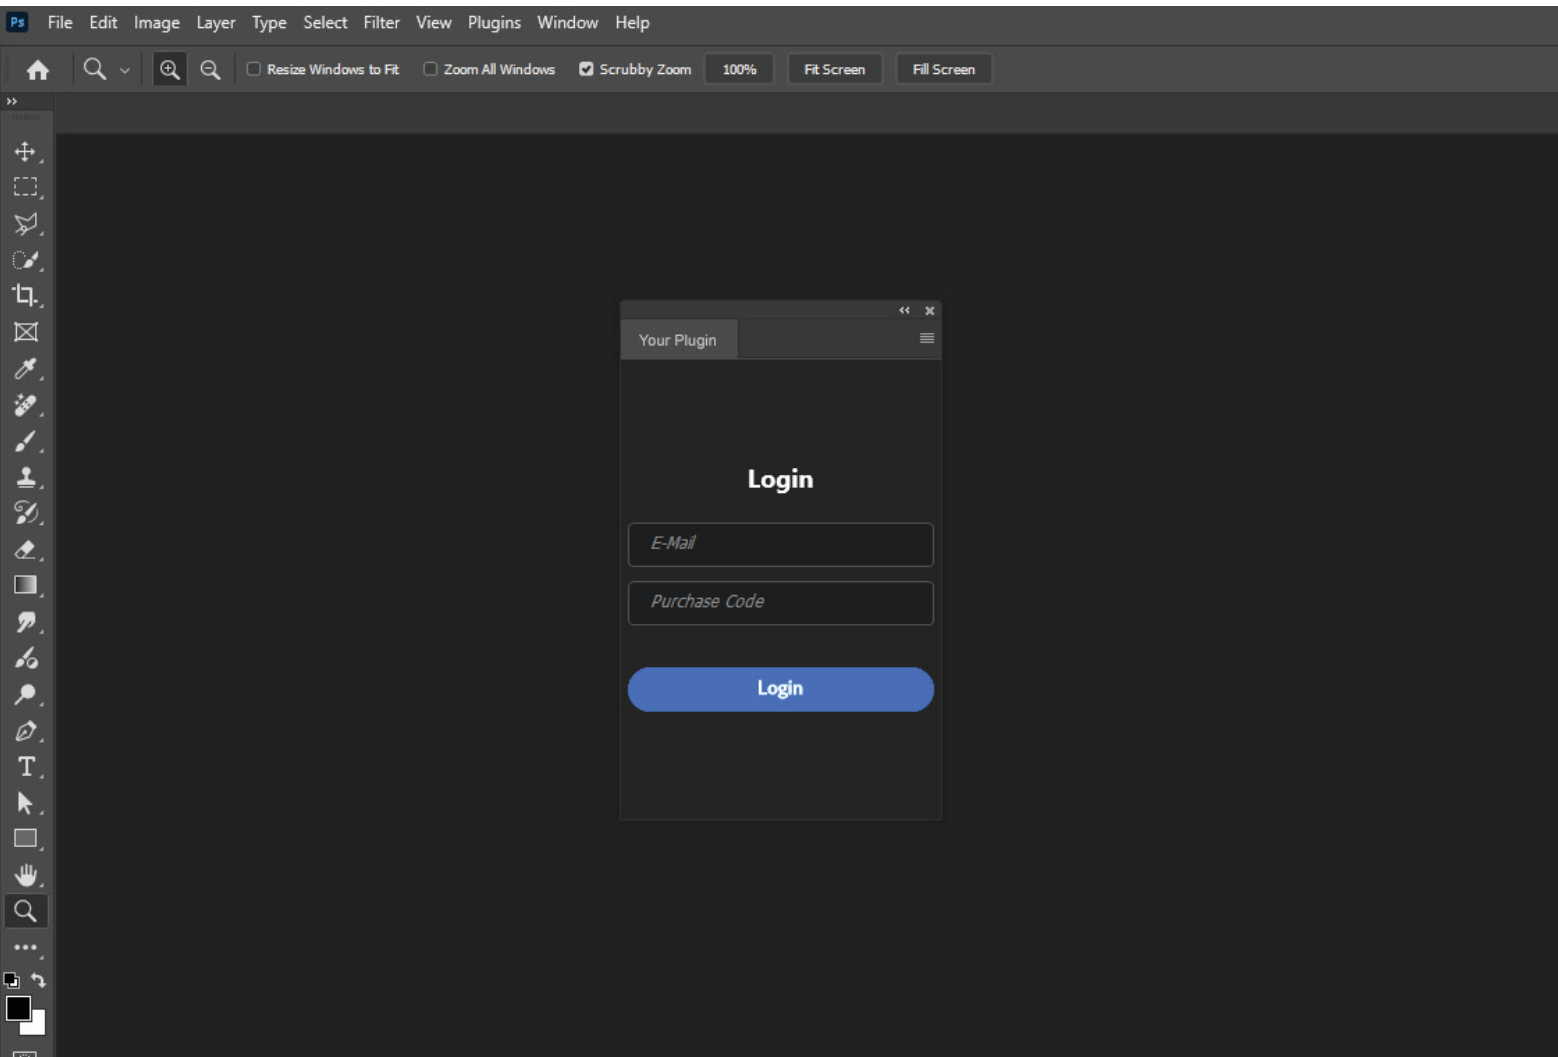 Ps File Edit Image Layer Type Select Filter View Plugins Window Help
Resize Windows to Fit Zoom All Windows Scrubby Zoom 100% Fit Screen Fill Screen
Your Plugin
Login
E-Mail
Purchase Code
Login